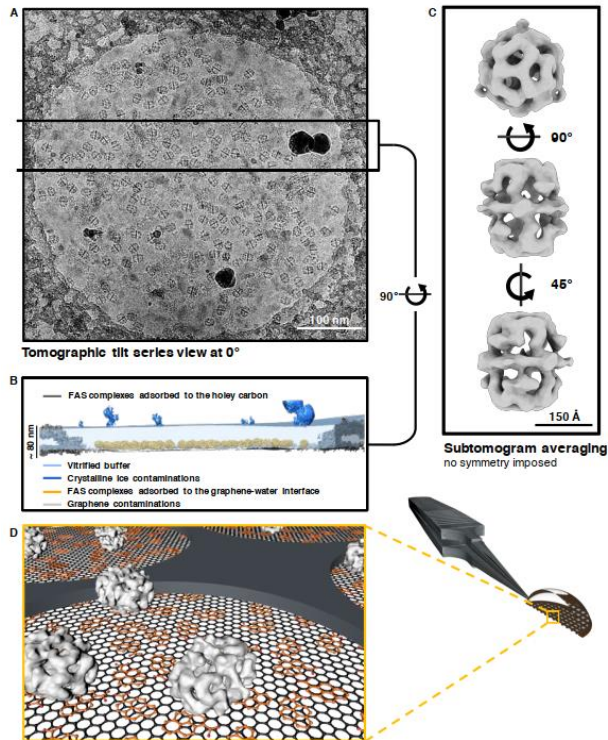 A
100 nm
Tomographic tilt series view at 0°
90°
B
FAS complexes adsorbed to the holey carbon
~ 80 nm
Vitrified buffer
Crystalline ice contaminations
FAS complexes adsorbed to the graphene-water interface
Graphene contaminations
C
90°
45°
150 Å
Subtomogram averaging
no symmetry imposed
D